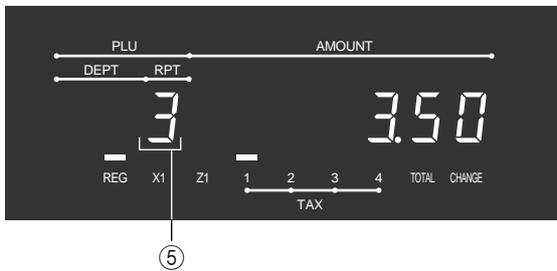 PLU AMOUNT
DEPT RPT
3 3.50
REG X1 Z1 1 2 3 4 TOTAL CHANGE
TAX
⑤